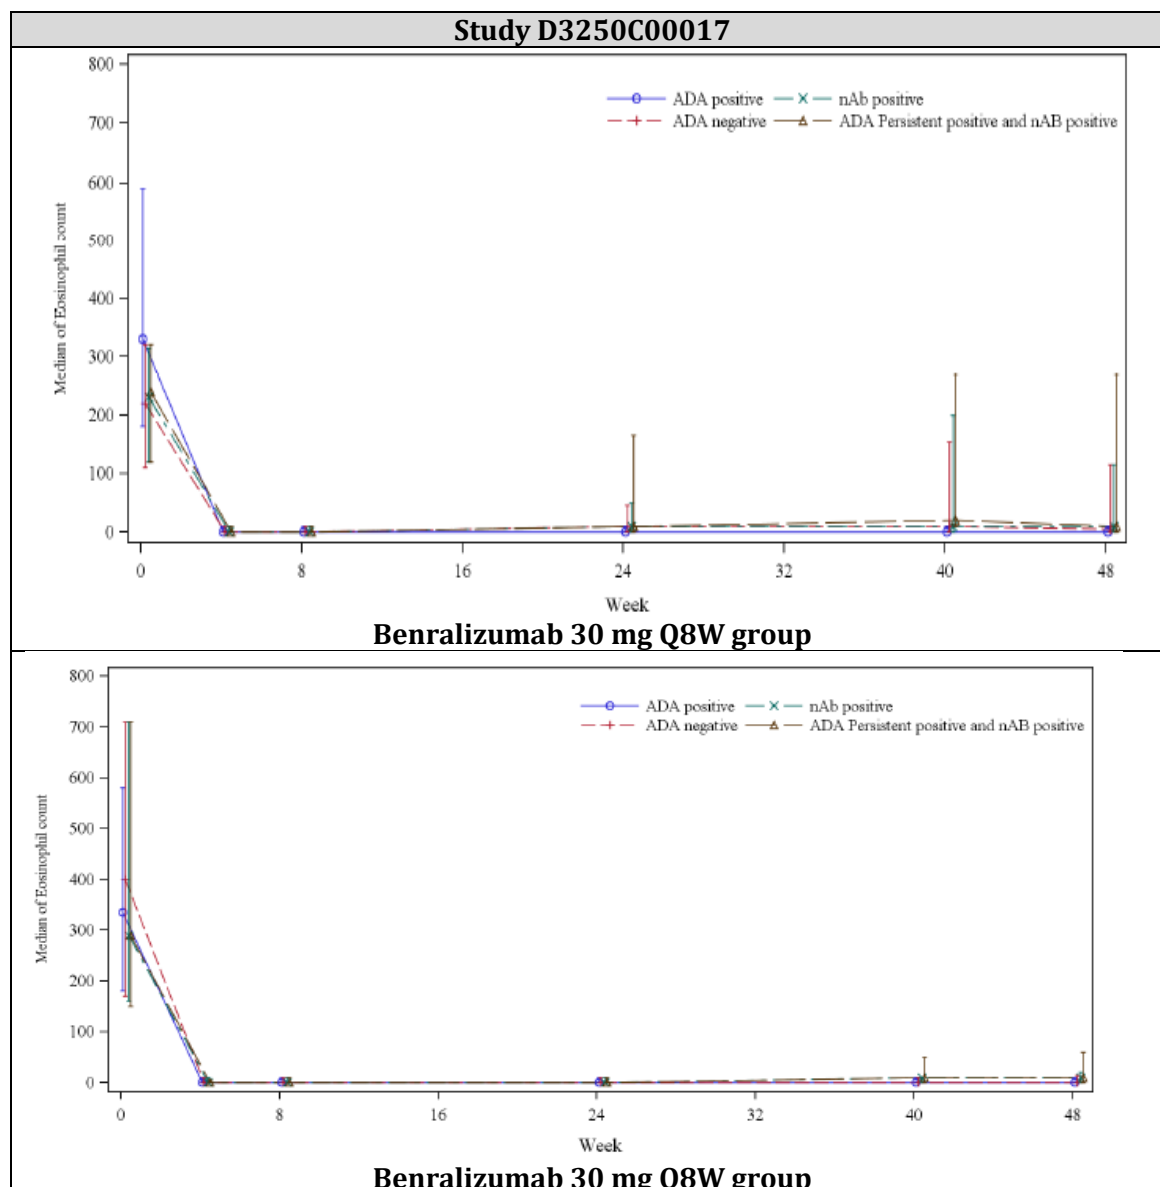 Study D3250C00017
800
700
600
500
400
300
200
100
0
Median of Eosinophil count
ADA positive nAb positive
ADA negative ADA Persistent positive and nAB positive
0 8 16 24 32 40 48
Week
Benralizumab 30 mg Q8W group
800
700
600
500
400
300
200
100
0
Median of Eosinophil count
ADA positive nAb positive
ADA negative ADA Persistent positive and nAB positive
0 8 16 24 32 40 48
Week
Benralizumab 30 mg Q8W group